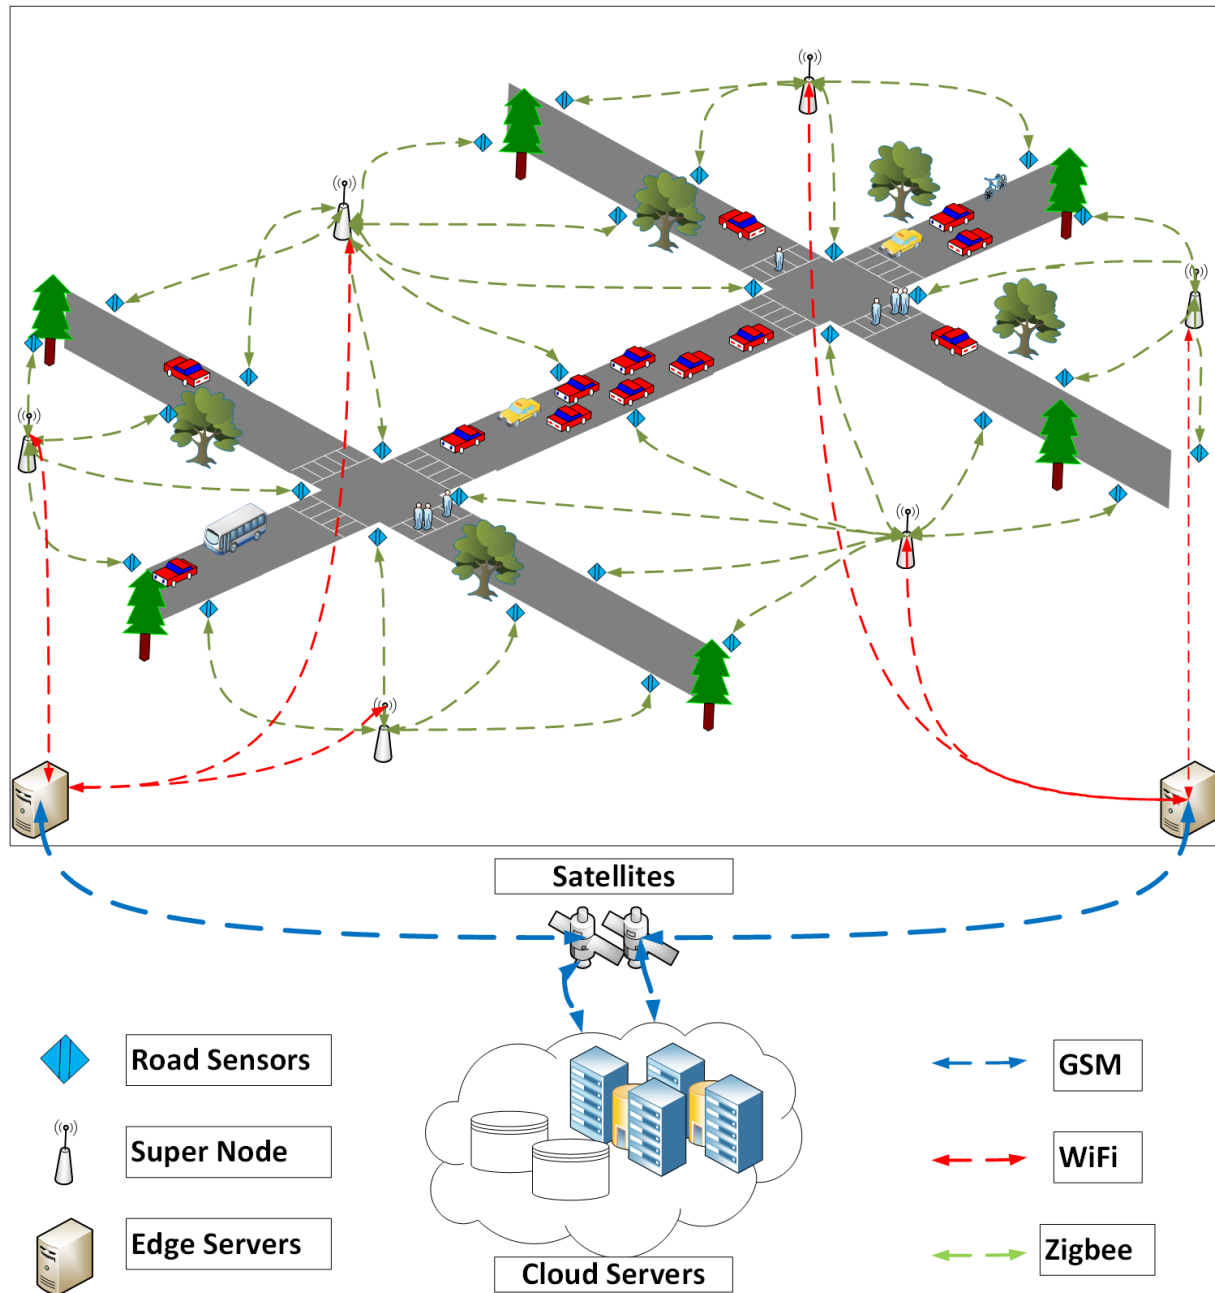 Satellites
Road Sensors
GSM
Super Node
WiFi
Edge Servers
Zigbee
Cloud Servers